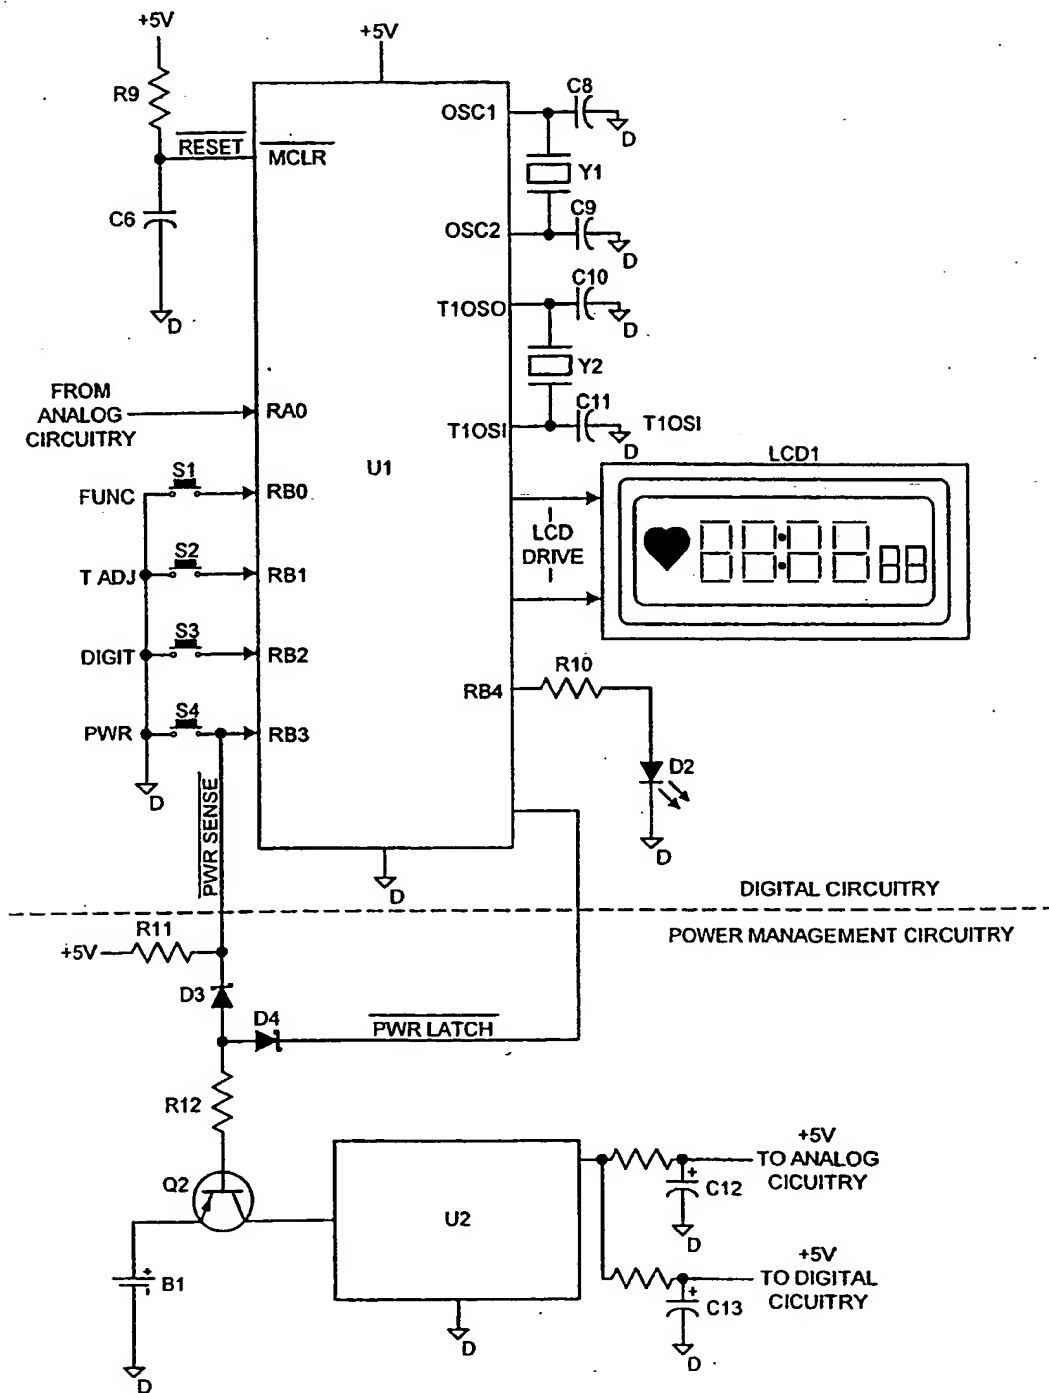 +5V
+5V
R9
RESET
MCLR
C6
D
OSC1
C8
D
Y1
OSC2
C9
D
T1OSO
C10
D
Y2
T1OSI
C11
D
T1OSI
FROM
ANALOG
CIRCUITRY
RA0
U1
LCD1
FUNC
S1
RB0
LCD
DRIVE
T ADJ
S2
RB1
DIGIT
S3
RB2
PWR
S4
RB3
D
RB4
R10
D2
D
PWR SENSE
D
DIGITAL CIRCUITRY
POWER MANAGEMENT CIRCUITRY
+5V
R11
D3
D4
PWR LATCH
R12
Q2
B1
D
U2
D
+5V
TO ANALOG
CICUITRY
+
C12
D
+5V
TO DIGITAL
CICUITRY
+
C13
D